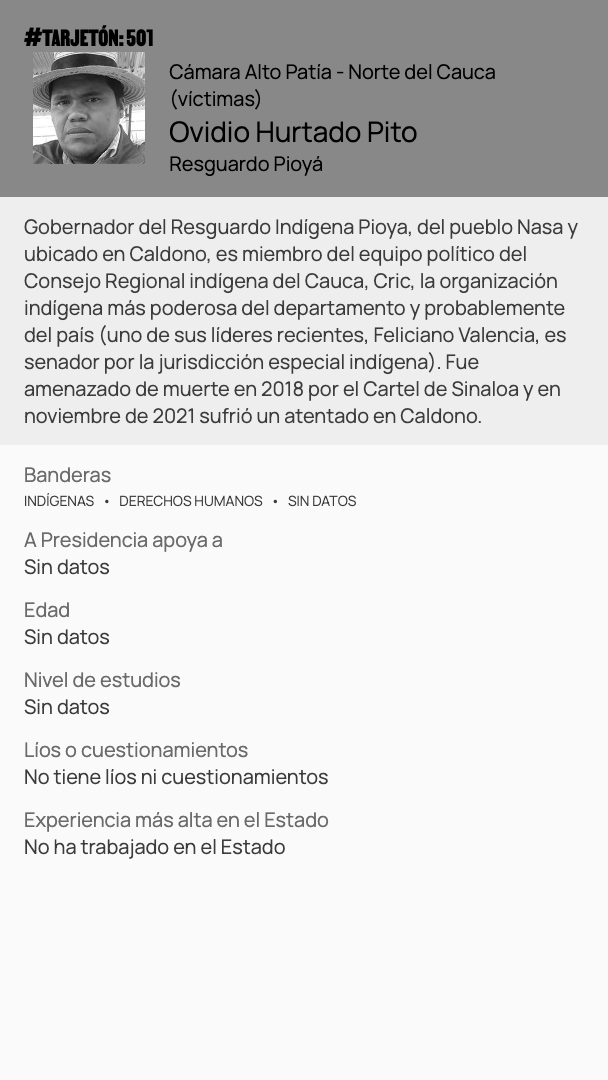 #TARJETÓN: 501
Cámara Alto Patía - Norte del Cauca
(víctimas)
Ovidio Hurtado Pito
Resguardo Pioyá
Gobernador del Resguardo Indígena Pioya, del pueblo Nasa y
ubicado en Caldono, es miembro del equipo político del
Consejo Regional indígena del Cauca, Cric, la organización
indígena más poderosa del departamento y probablemente
del país (uno de sus líderes recientes, Feliciano Valencia, es
senador por la jurisdicción especial indígena). Fue
amenazado de muerte en 2018 por el Cartel de Sinaloa y en
noviembre de 2021 sufrió un atentado en Caldono.
Banderas
INDÍGENAS • DERECHOS HUMANOS • SIN DATOS
A Presidencia apoya a
Sin datos
Edad
Sin datos
Nivel de estudios
Sin datos
Líos o cuestionamientos
No tiene líos ni cuestionamientos
Experiencia más alta en el Estado
No ha trabajado en el Estado